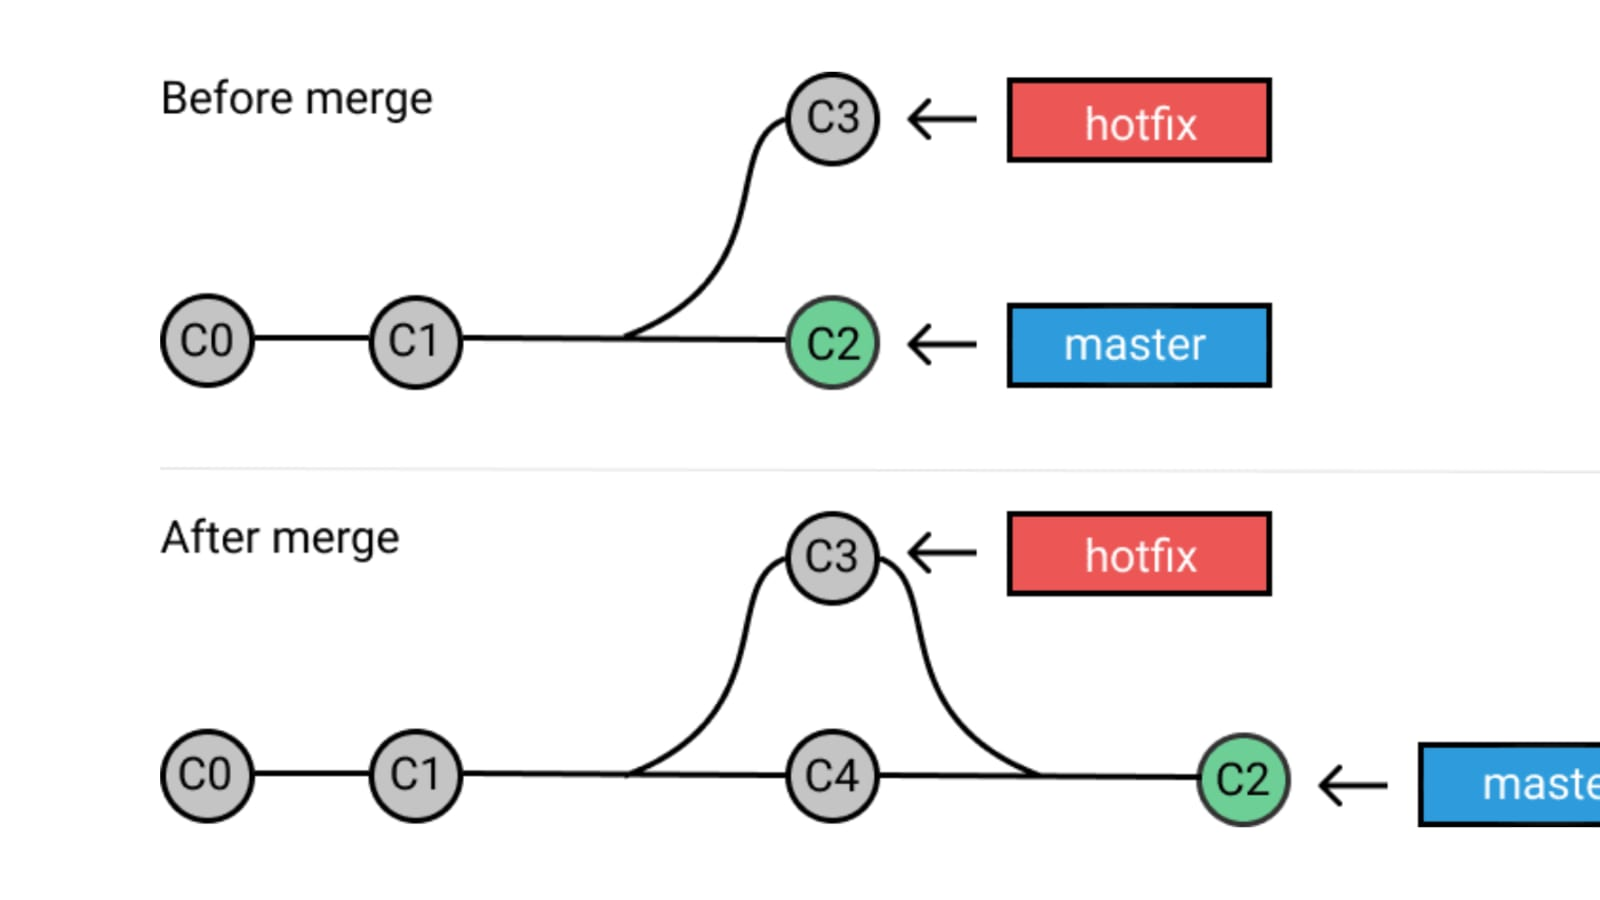 Before merge
C3
hotfix
C0
C1
C2
master
After merge
C3
hotfix
C0
C1
C4
C2
maste